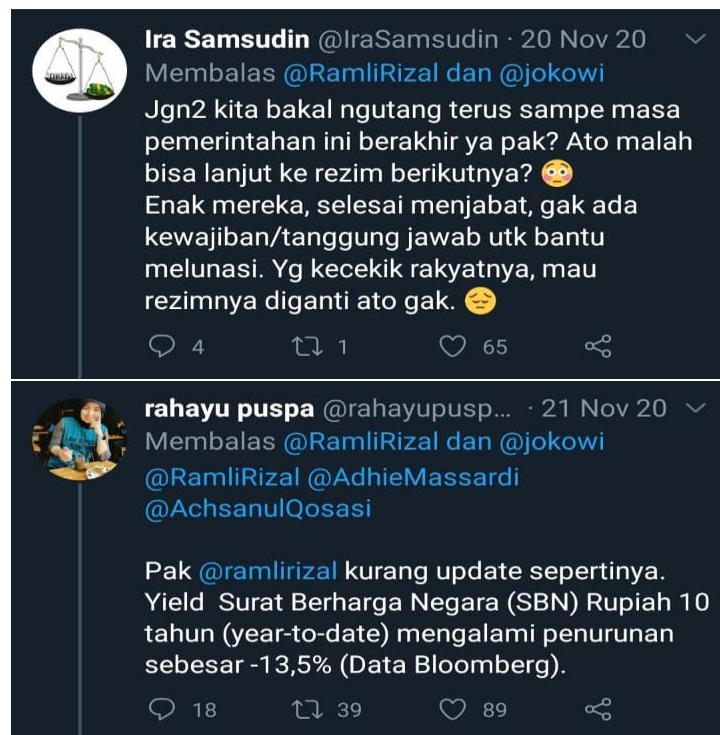 Ira Samsudin @IraSamsudin · 20 Nov 20
Membalas @RamliRizal dan @jokowi
Jgn2 kita bakal ngutang terus sampe masa
pemerintahan ini berakhir ya pak? Ato malah
bisa lanjut ke rezim berikutnya? 😳
Enak mereka, selesai menjabat, gak ada
kewajiban/tanggung jawab utk bantu
melunasi. Yg kecekik rakyatnya, mau
rezimnya diganti ato gak. 😔
4 1 65
rahayu puspa @rahayupusp... · 21 Nov 20
Membalas @RamliRizal dan @jokowi
@RamliRizal @AdhieMassardi
@AchsanulQosasi
Pak @ramlirizal kurang update sepertinya.
Yield Surat Berharga Negara (SBN) Rupiah 10
tahun (year-to-date) mengalami penurunan
sebesar -13,5% (Data Bloomberg).
18 39 89